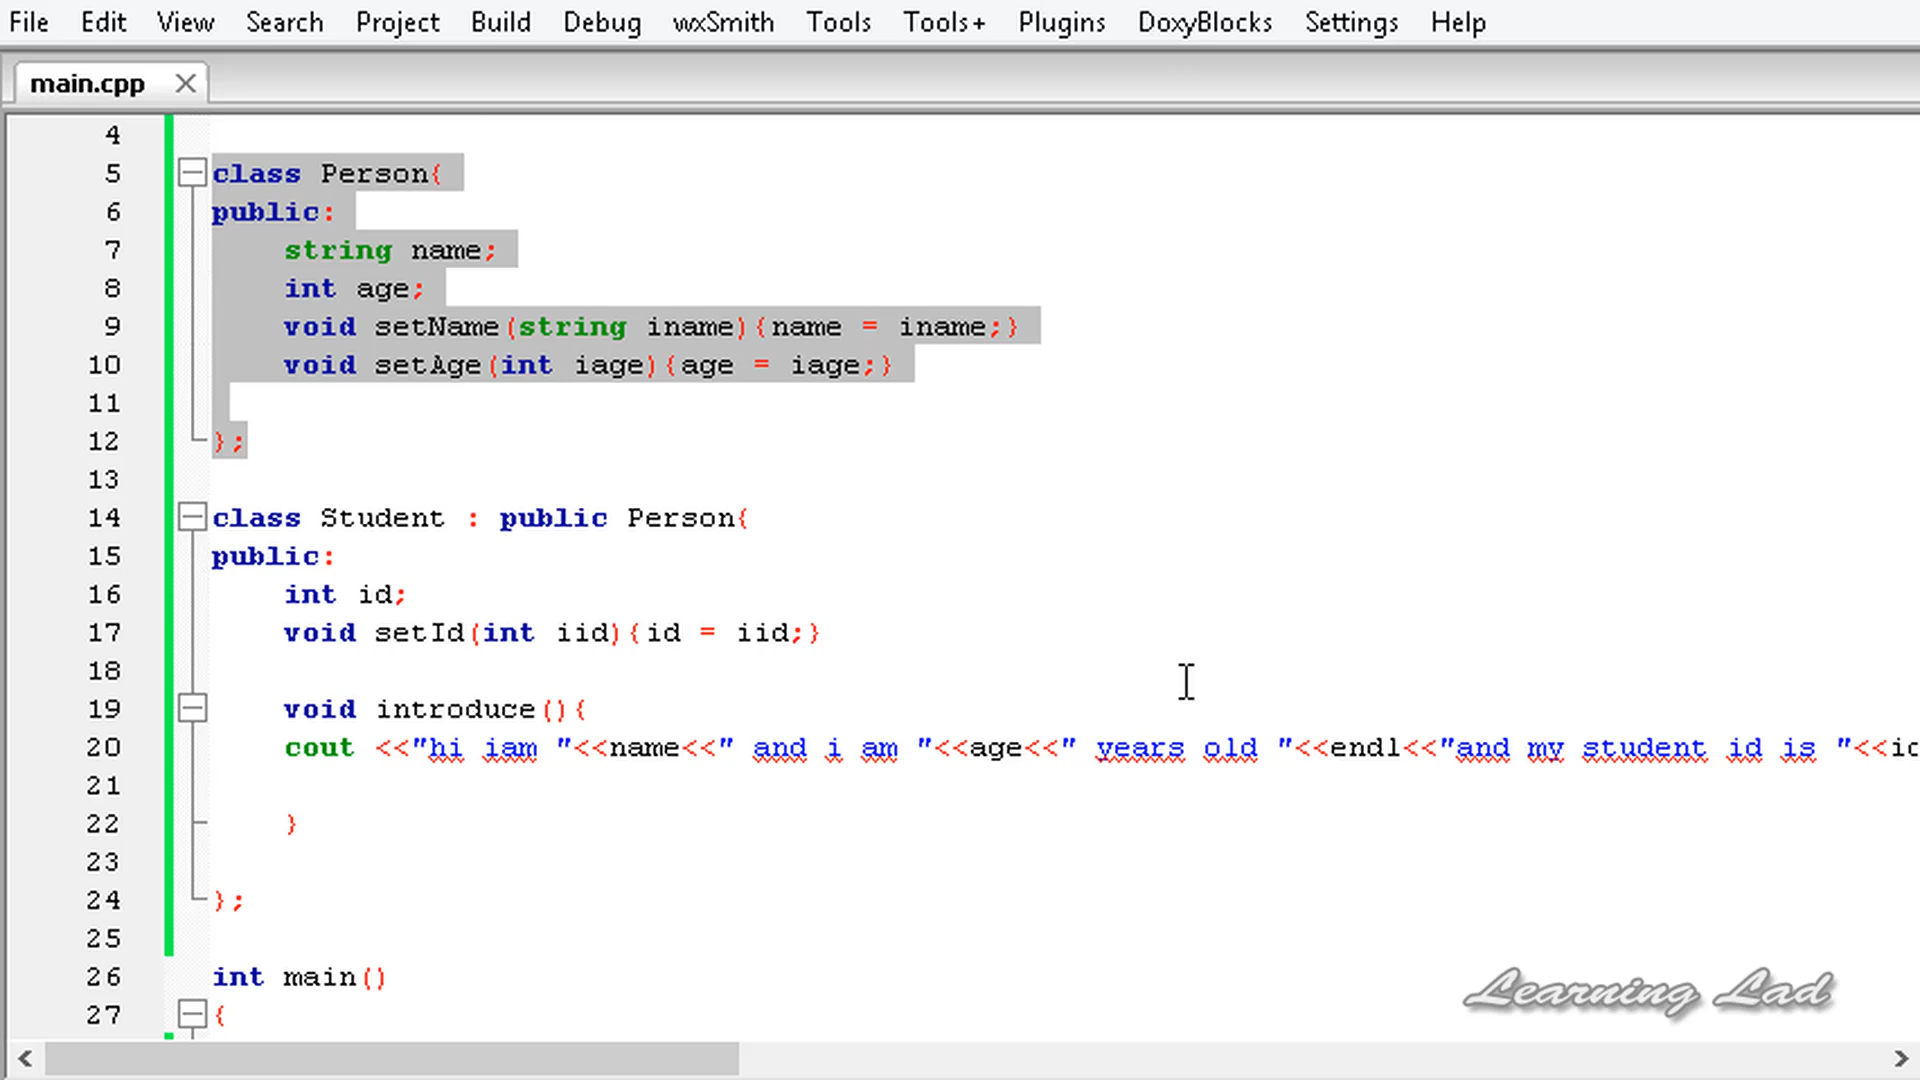 File Edit View Search Project Build Debug wxSmith Tools Tools+ Plugins DoxyBlocks Settings Help
main.cpp
4
5 class Person{
6 public:
7 string name;
8 int age;
9 void setName(string iname){name = iname;}
10 void setAge(int iage){age = iage;}
11
12 };
13
14 class Student : public Person{
15 public:
16 int id;
17 void setId(int iid){id = iid;}
18
19 void introduce(){
20 cout <<"hi iam "<<name<<" and i am "<<age<<" years old "<<endl<<"and my student id is "<<
21
22 }
23
24 };
25
26 int main()
27 {
Learning Lad